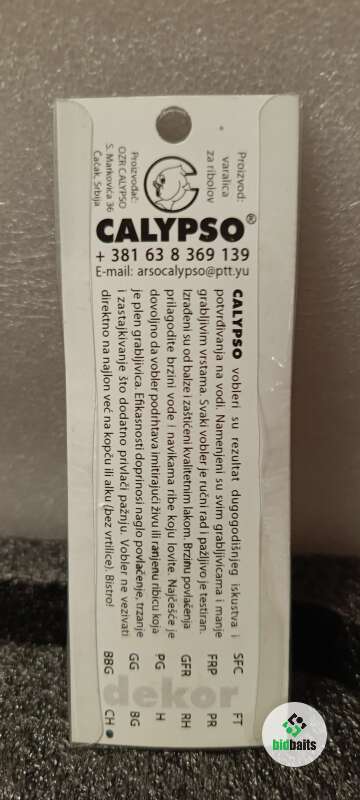 Proizvod:
varalica
za ribolov
Proizvođač:
OZR CALYPSO
S. Markovića 36
Čačak, Srbija
CALYPSO®
+ 381 63 8 369 139
E-mail: arsocalypso@ptt.yu
CALYPSO vobleri su rezultat dugogodišnjeg iskustva i
potvrđivanja na vodi. Namenjeni su svim grabljivicama i manje
grabljivim vrstama. Svaki vobler je ručni rad i pažljivo je testiran.
Izrađeni su od balze i zaštićeni kvalitetnim lakom. Brzinu povlačenja
prilagodite brzini vode i navikama ribe koju lovite. Najčešće je
dovoljno da vobler podrhtava imitirajući živu ili ranjenu ribicu koja
je plen grabljivica. Efikasnosti doprinosi naglo povlačenje, trzanje
i zastajkivanje što dodatno privlači pažnju. Vobler ne vezivati
direktno na najlon već na kopču ili alku (bez vrtilice). Bistro!
SFC FT
FRP PR
GFR RH
PG H
GG BG
BBG CH
dekor
bidbaits